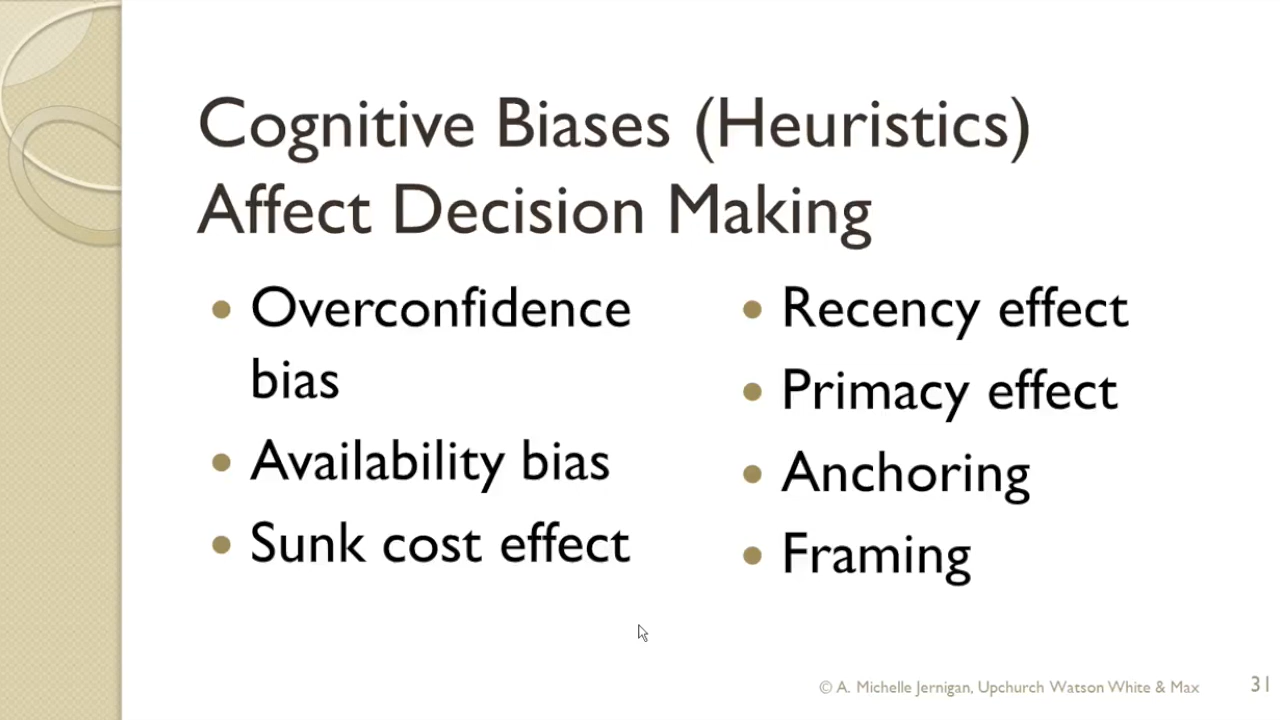 Cognitive Biases (Heuristics)
Affect Decision Making
Overconfidence
bias
Availability bias
Sunk cost effect
Recency effect
Primacy effect
Anchoring
Framing
© A. Michelle Jernigan, Upchurch Watson White & Max
31